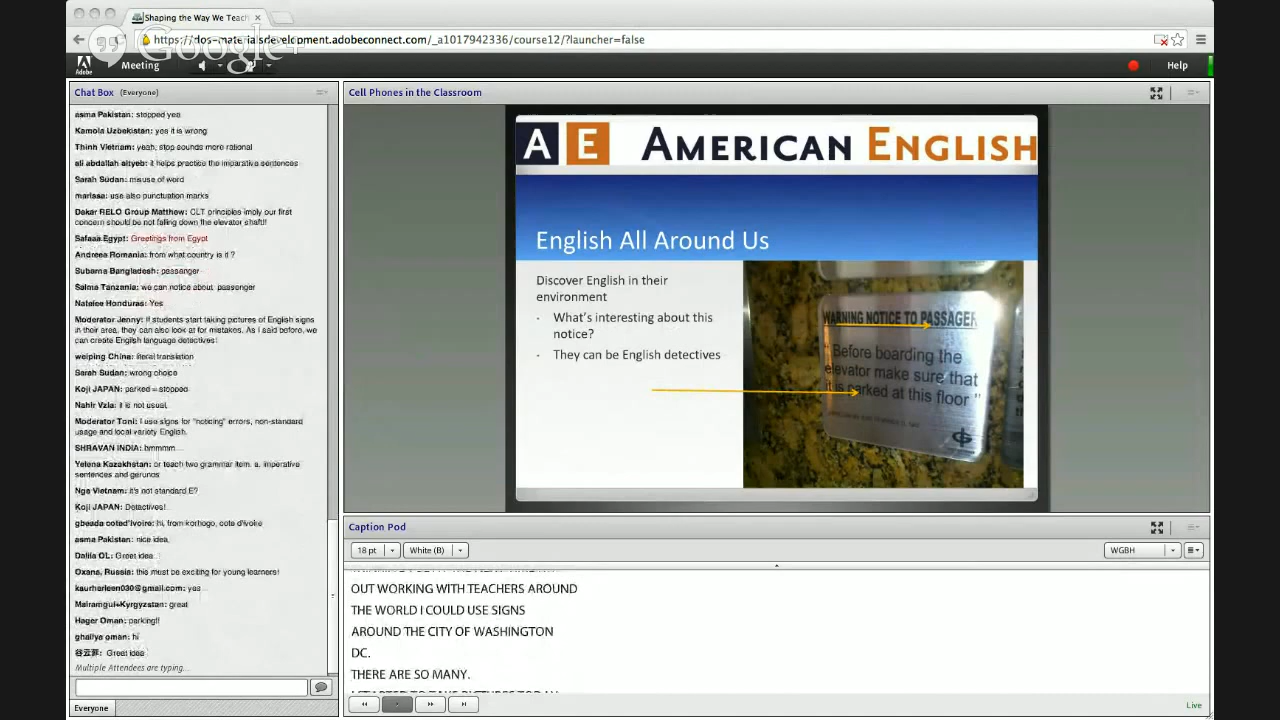 Shaping the Way We Teach
https://dos-materialsdevelopment.adobeconnect.com/_a1017942336/course12/?launcher=false
Google+
Adobe
Meeting
Help
Chat Box (Everyone)
asma Pakistan: stopped yea
Kamola Uzbekistan: yes it is wrong
Thinh Vietnam: yeah, stop sounds more rational
ali abdallah altyeb: it helps practise the imparative sentences
Sarah Sudan: misuse of word
marissa: use also punctuation marks
Dakar RELO Group Matthew: CLT principles imply our first
concern should be not falling down the elevator shaft!!
Safaaa Egypt: Greetings from Egypt
Andreea Romania: from what country is it ?
Subarna Bangladesh: passanger
Salma Tanzania: we can notice about passenger
Natalee Honduras: Yes
Moderator Jenny: If students start taking pictures of English signs
in their area, they can also look for mistakes. As I said before, we
can create English language detectives!
weiping China: literal translation
Sarah Sudan: wrong choice
Koji JAPAN: parked – stopped
Nahir Vzla: it is not usual,
Moderator Toni: I use signs for "noticing" errors, non-standard
usage and local variety English.
SHRAVAN INDIA: hmmmm...
Yelena Kazakhstan: or teach two grammar item. a. imperative
sentences and gerunds
Nga Vietnam: it's not standard E?
Koji JAPAN: Detectives!
gbeada coted'ivoire: hi, from korhogo, cote d'ivoke
asma Pakistan: nice idea,
Dalila OL: Great idea
Oxana, Russia: this must be exciting for young learners!
kaurharleen030@gmail.com: yes
Mairamgul-Kyrgyzstan: great
Hager Oman: parking!!
ghaliya oman: hi
Great idea
Multiple Attendees are typing...
Everyone
Cell Phones in the Classroom
AE AMERICAN ENGLISH
English All Around Us
Discover English in their
environment
- What's interesting about this
notice?
- They can be English detectives
WARNING NOTICE TO PASSAGER
" Before boarding the
elevator make sure that
it is parked at this floor "
Caption Pod
18 pt
White (B)
WGBH
OUT WORKING WITH TEACHERS AROUND
THE WORLD I COULD USE SIGNS
AROUND THE CITY OF WASHINGTON
DC.
THERE ARE SO MANY.
Live